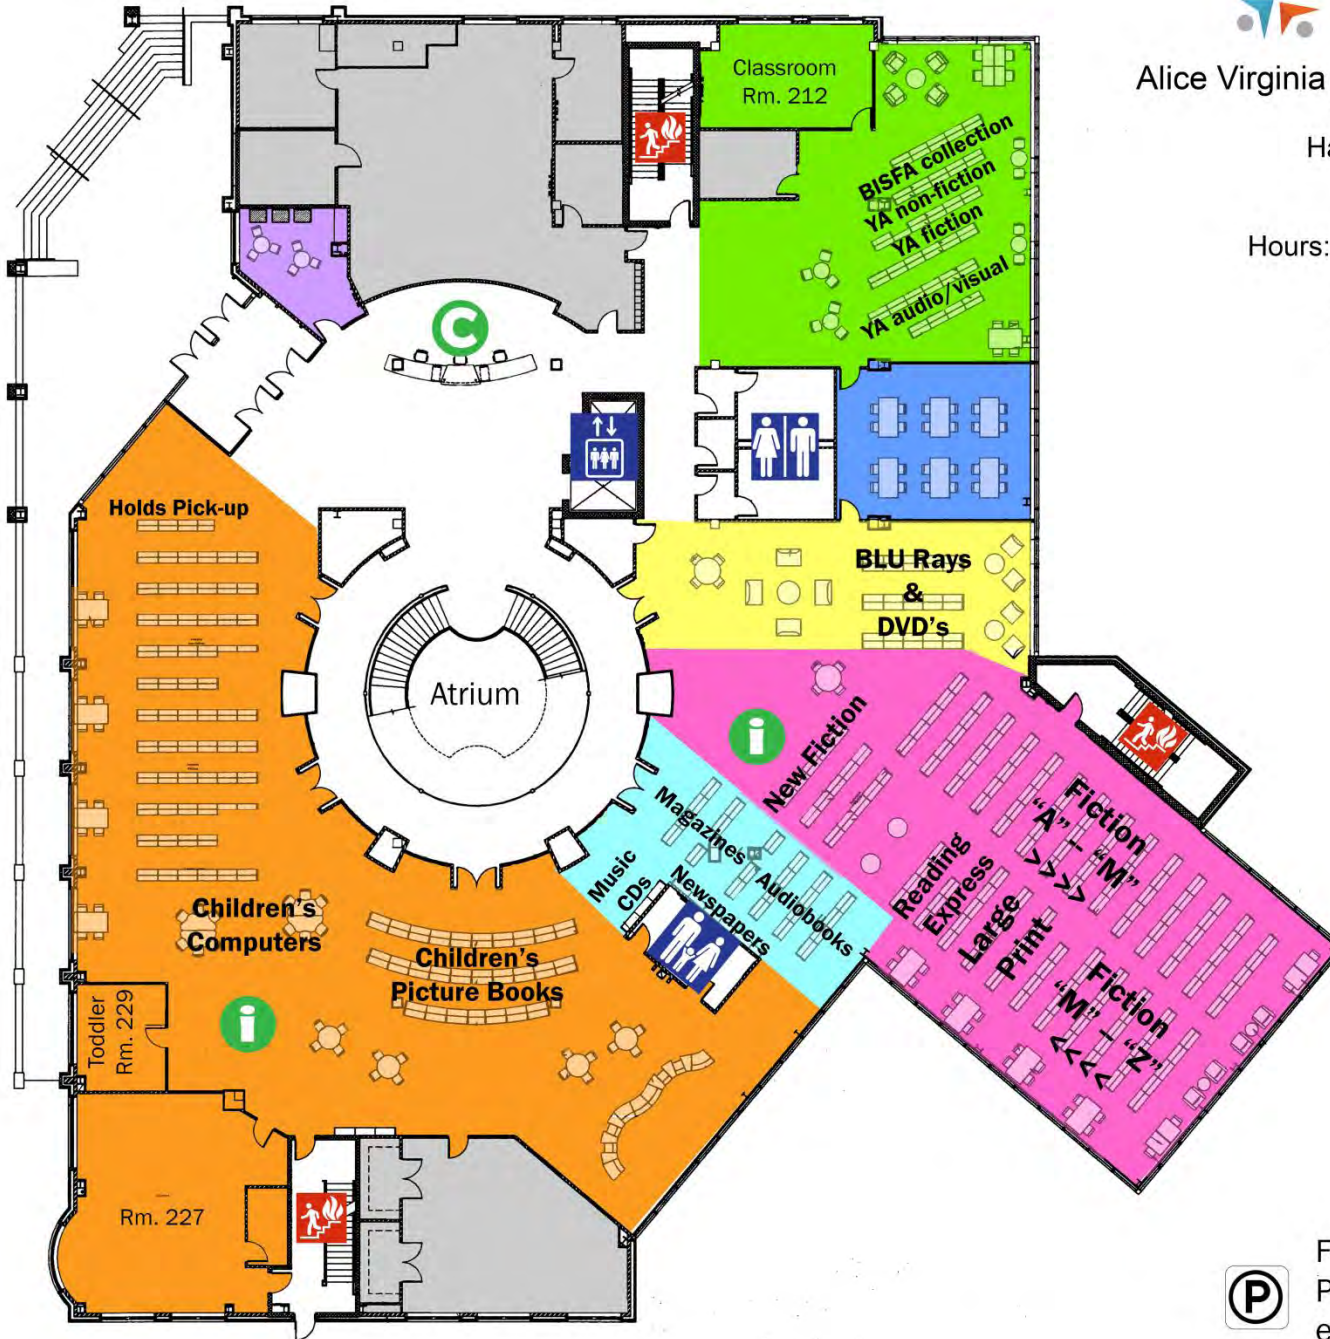 Alice Virginia
Ha
Hours:
Classroom
Rm. 212
BISFA collection
YA non-fiction
YA fiction
YA audio/visual
C
Holds Pick-up
BLU Rays
&
DVD's
Atrium
i
New Fiction
Magazines
Music
CDs
Newspapers
Audiobooks
Fiction
"A" - "M"
>>>>
Reading
Express
Large
Print
Fiction
"M" - "Z"
<<<<
Children's
Computers
Children's
Picture Books
i
Toddler
Rm. 229
Rm. 227
P
F
P
e